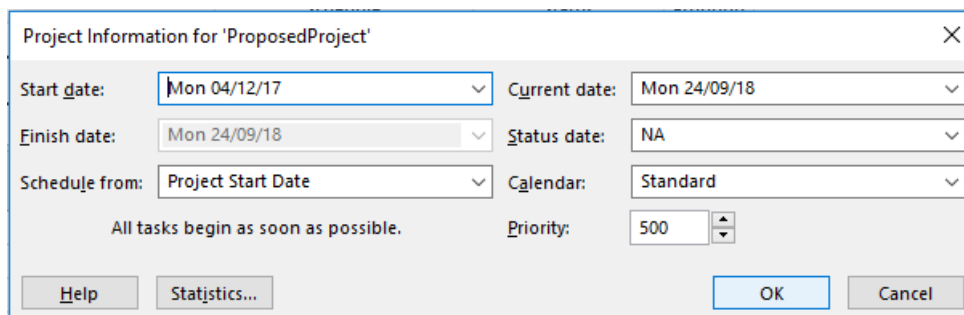 Project Information for 'ProposedProject'
Start date: Mon 04/12/17 Current date: Mon 24/09/18
Finish date: Mon 24/09/18 Status date: NA
Schedule from: Project Start Date Calendar: Standard
All tasks begin as soon as possible. Priority: 500
Help Statistics... OK Cancel